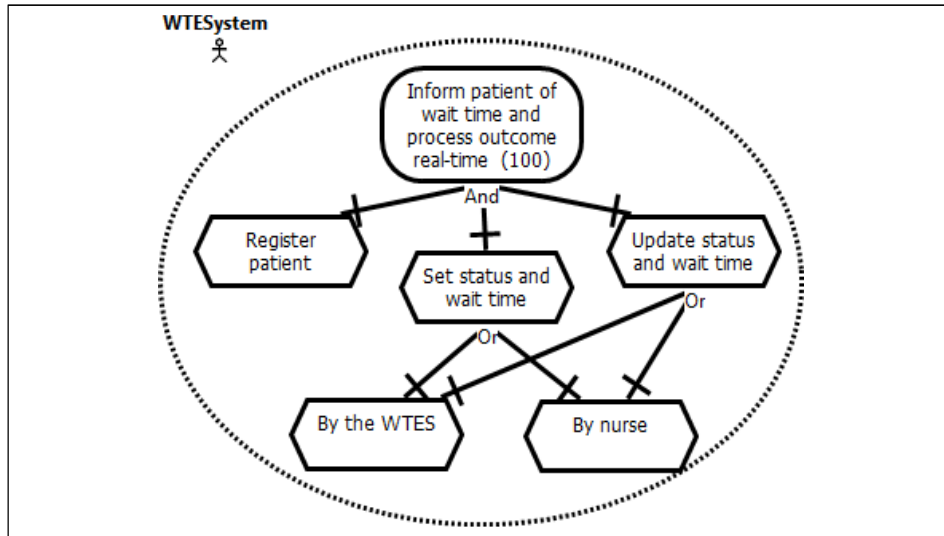 WTESystem
Inform patient of
wait time and
process outcome
real-time (100)
And
Register
patient
Set status and
wait time
Update status
and wait time
Or
Or
By the WTES
By nurse